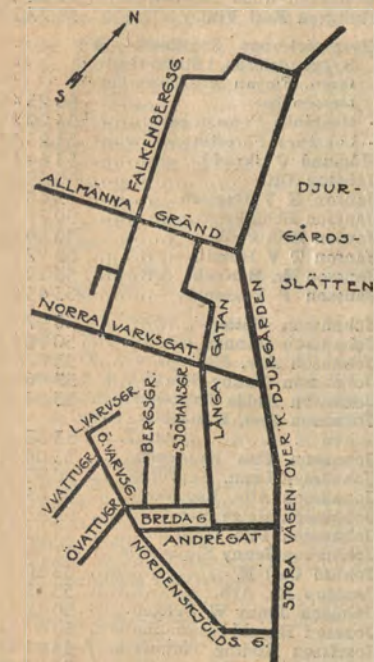 N
S
FALKENBERGSG.
ALLMÄNNA
GRÄND
DJUR-
GÅRDS-
SLÄTTEN
NORRA
VARVSGAT.
LÅNGA
GATAN
STORA VÄGEN ÖVER K. DJURGÅRDEN
L. VARVSGR.
Ö. VARVSG.
BERGSGR.
SJÖMANSGR.
V. VATTUGR.
Ö VATTUGR.
BREDA G.
ANDREGAT
NORDENSKJÖLDS G.